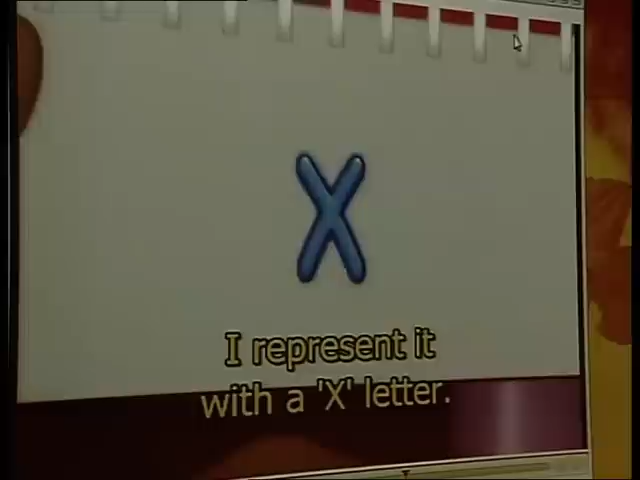 X
I represent it
with a 'X' letter.